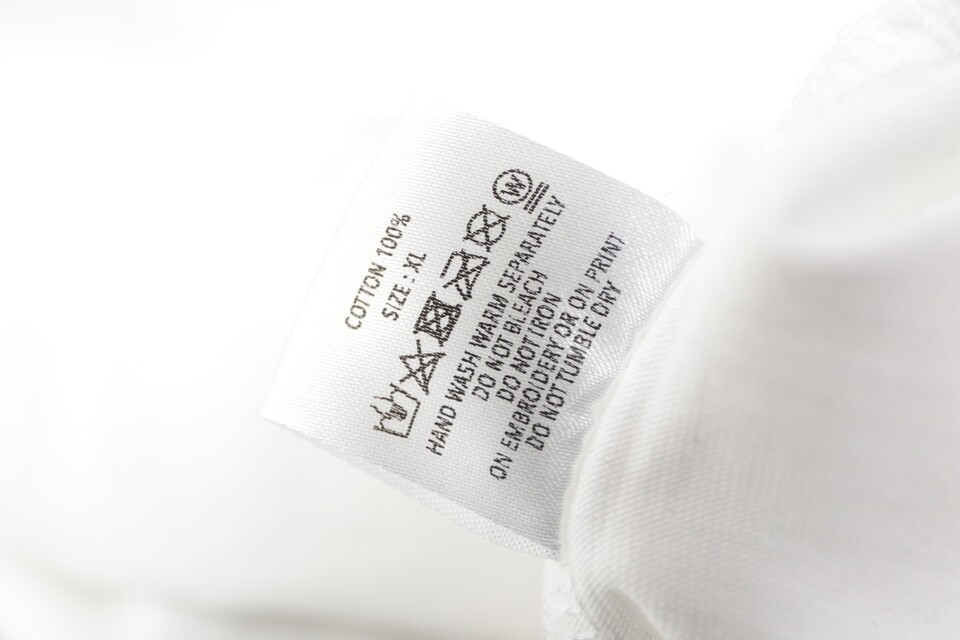 COTTON 100%
SIZE : XL
W
HAND WASH WARM SEPARATELY
DO NOT BLEACH
DO NOT IRON
ON EMBROIDERY OR ON PRINT
DO NOT TUMBLE DRY